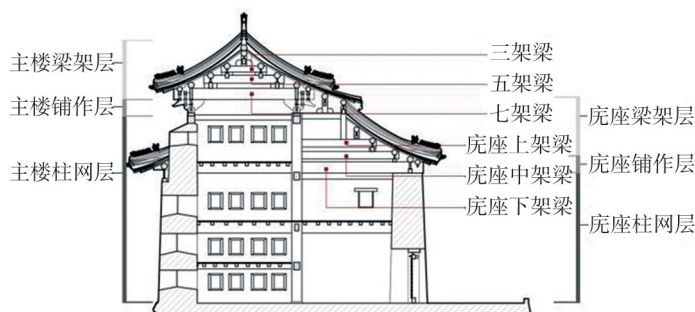 主楼梁架层
主楼铺作层
主楼柱网层
三架梁
五架梁
七架梁
庑座上架梁
庑座中架梁
庑座下架梁
庑座梁架层
庑座铺作层
庑座柱网层